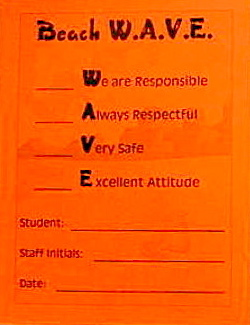 Beach W.A.V.E.
We are Responsible
Always Respectful
Very Safe
Excellent Attitude
Student:
Staff Initials:
Date: